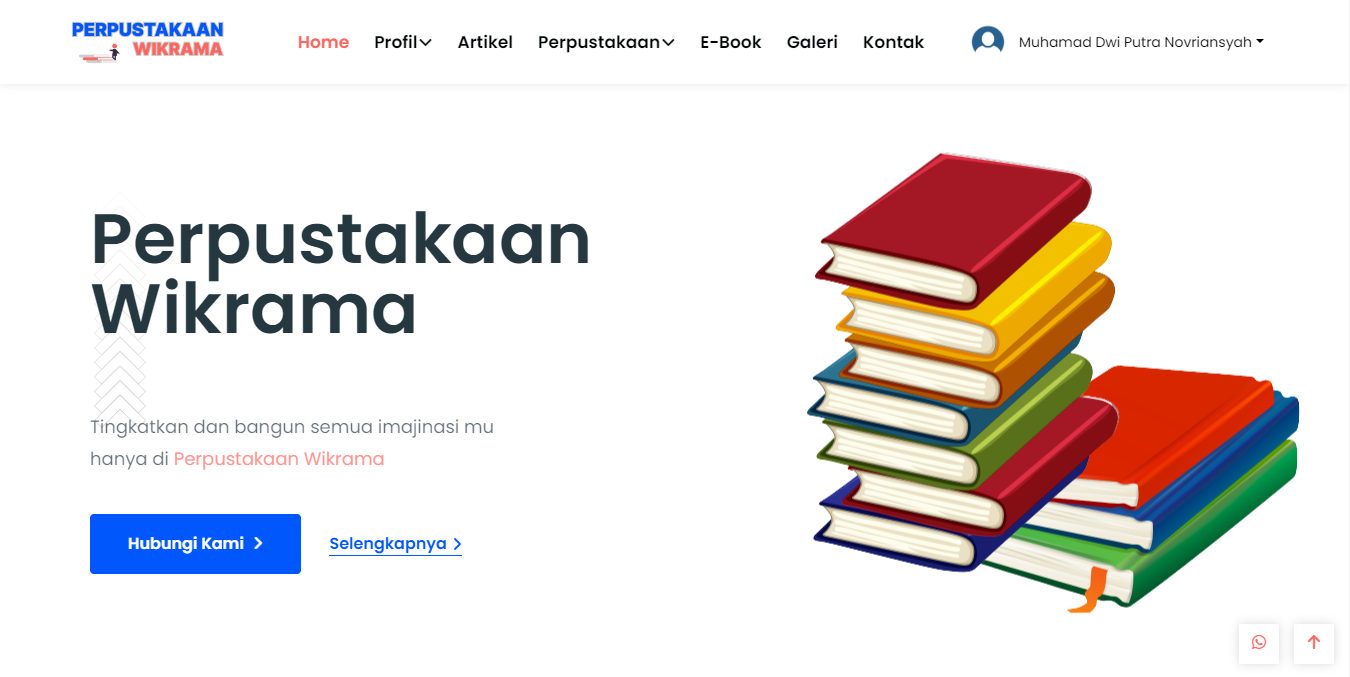 PERPUSTAKAAN
WIKRAMA
Home Profil Artikel Perpustakaan E-Book Galeri Kontak Muhamad Dwi Putra Novriansyah
Perpustakaan
Wikrama
Tingkatkan dan bangun semua imajinasi mu
hanya di Perpustakaan Wikrama
Hubungi Kami Selengkapnya